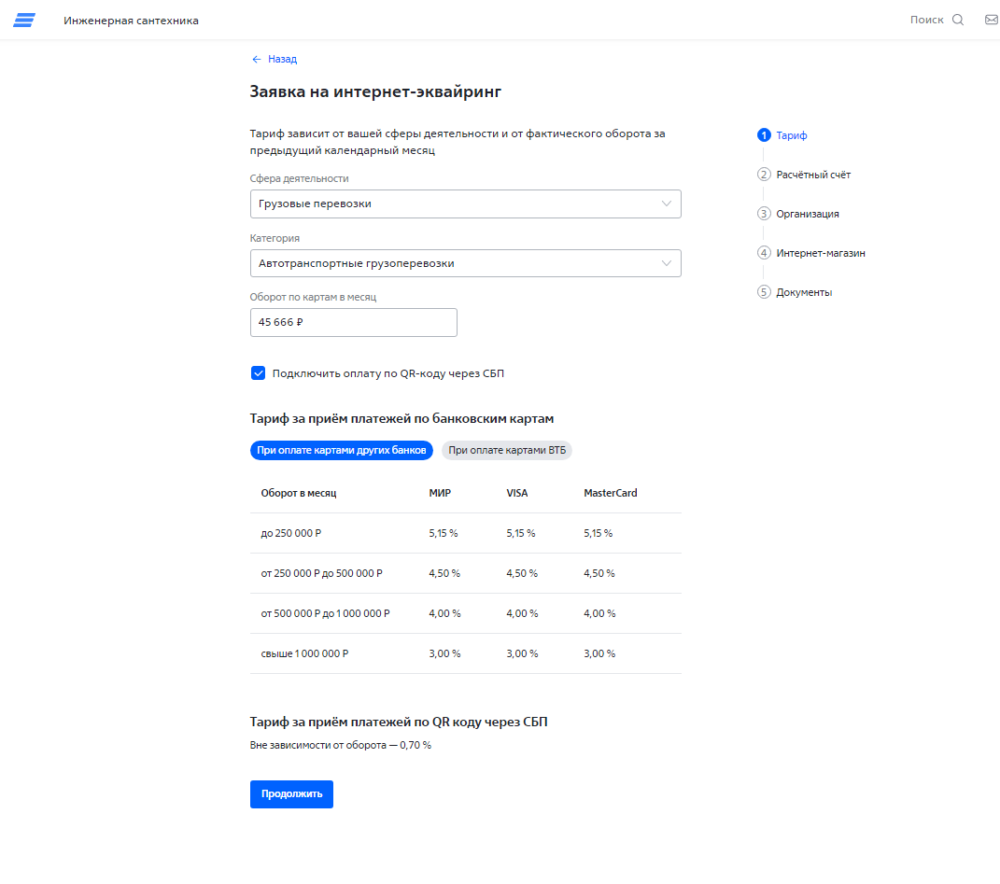 Инженерная сантехника
Поиск
Назад
Заявка на интернет-эквайринг
Тариф зависит от вашей сферы деятельности и от фактического оборота за
предыдущий календарный месяц
Сфера деятельности
Грузовые перевозки
Категория
Автотранспортные грузоперевозки
Оборот по картам в месяц
45 666 ₽
Подключить оплату по QR-коду через СБП
Тариф за приём платежей по банковским картам
При оплате картами других банков При оплате картами ВТБ
Оборот в месяц МИР VISA MasterCard
до 250 000 Р 5,15 % 5,15 % 5,15 %
от 250 000 Р до 500 000 Р 4,50 % 4,50 % 4,50 %
от 500 000 Р до 1 000 000 Р 4,00 % 4,00 % 4,00 %
свыше 1 000 000 Р 3,00 % 3,00 % 3,00 %
Тариф за приём платежей по QR коду через СБП
Вне зависимости от оборота — 0,70 %
Продолжить
1 Тариф
2 Расчётный счёт
3 Организация
4 Интернет-магазин
5 Документы